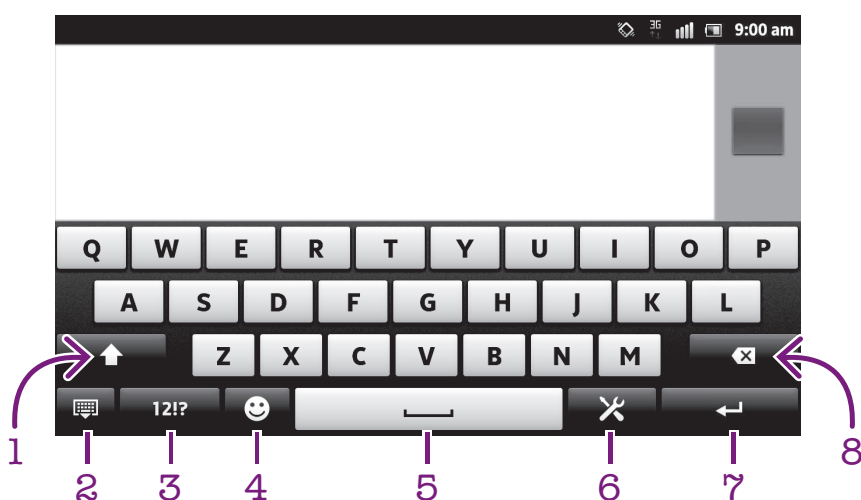 3G 9:00 am
Q W E R T Y U I O P
A S D F G H J K L
Z X C V B N M
12!?
1 2 3 4 5 6 7 8